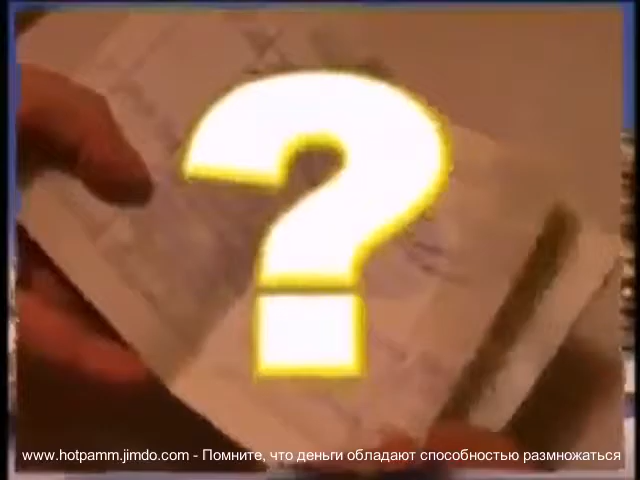 ?
www.hotpamm.jimdo.com - Помните, что деньги обладают способностью размножаться